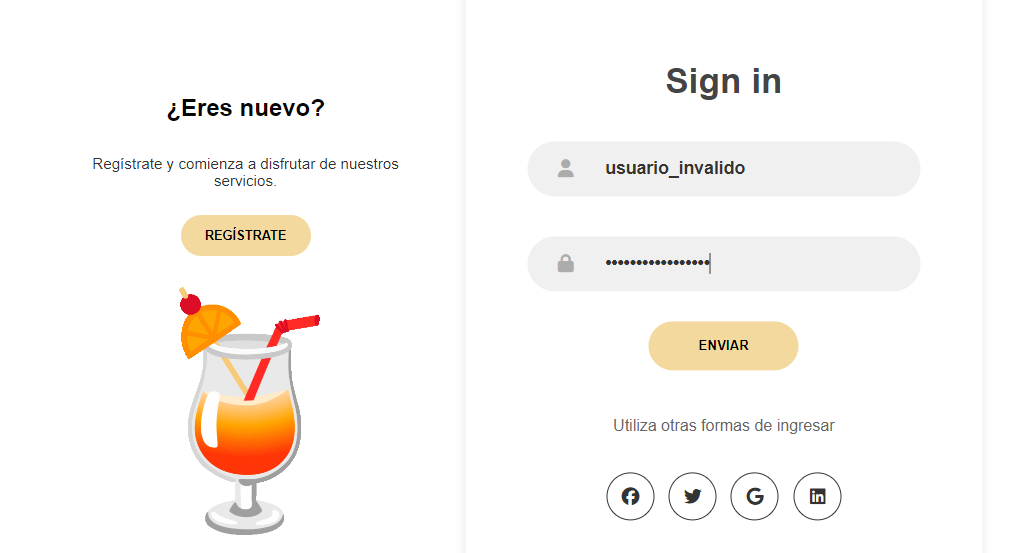 ¿Eres nuevo?
Regístrate y comienza a disfrutar de nuestros
servicios.
REGÍSTRATE
Sign in
usuario_invalido
•••••••••••••••••
ENVIAR
Utiliza otras formas de ingresar